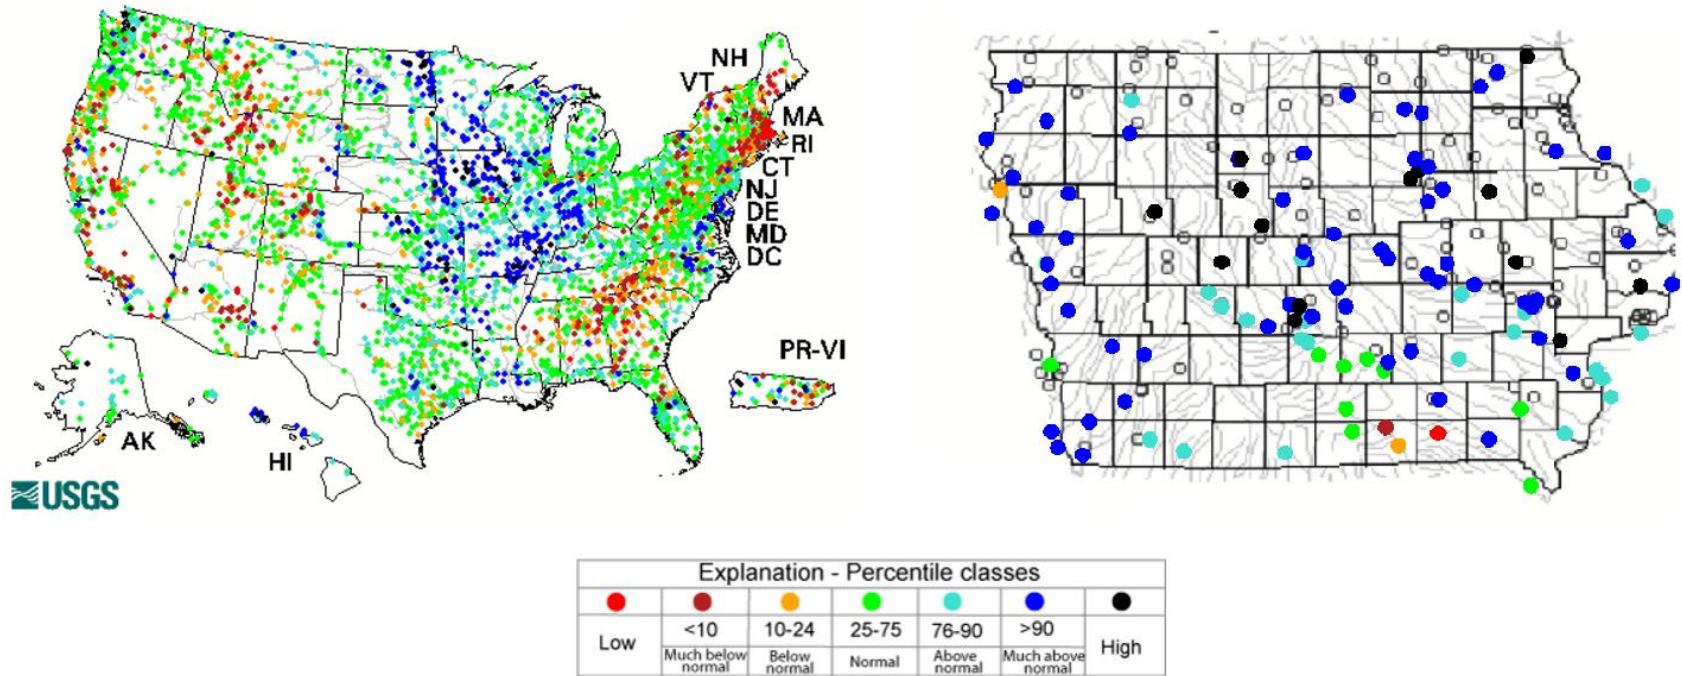 NH
VT
MA
RI
CT
NJ
DE
MD
DC
PR-VI
AK
HI
USGS
Explanation - Percentile classes
Low
<10
10-24
25-75
76-90
>90
High
Much below
normal
Below
normal
Normal
Above
normal
Much above
normal